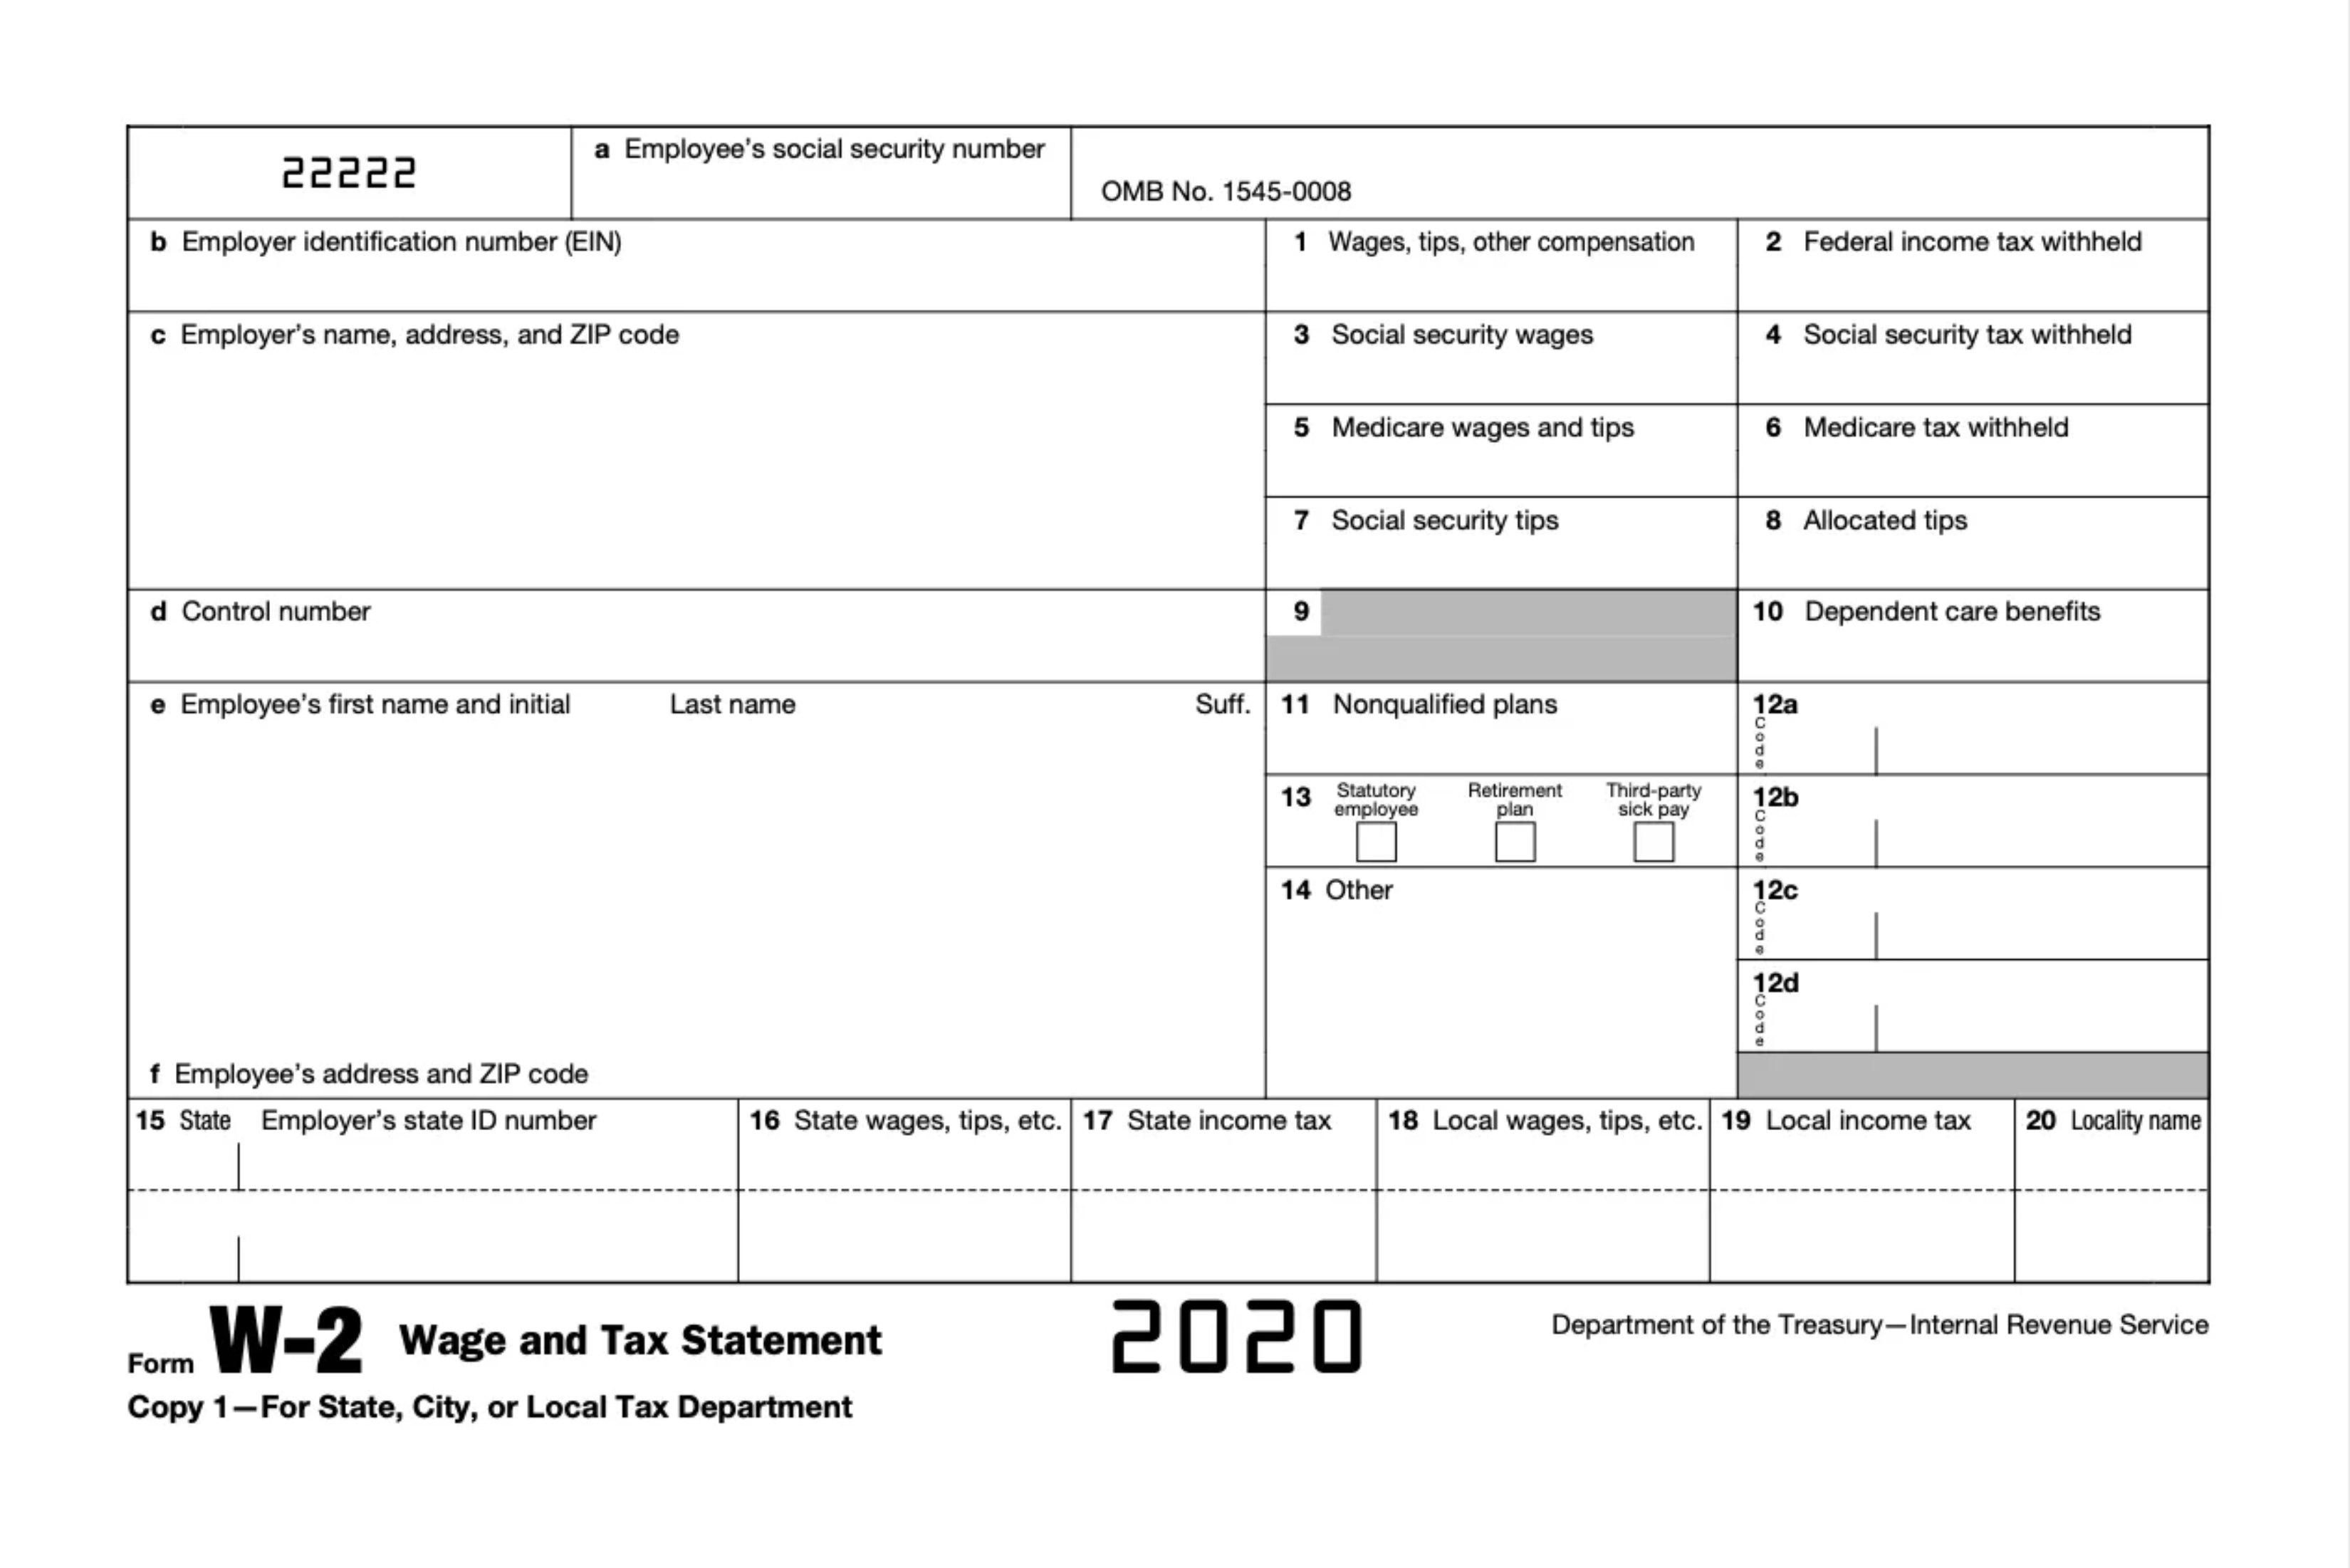 22222
a Employee’s social security number
OMB No. 1545-0008
b Employer identification number (EIN)
1 Wages, tips, other compensation
2 Federal income tax withheld
c Employer’s name, address, and ZIP code
3 Social security wages
4 Social security tax withheld
5 Medicare wages and tips
6 Medicare tax withheld
7 Social security tips
8 Allocated tips
d Control number
9
10 Dependent care benefits
e Employee’s first name and initial
Last name
Suff.
11 Nonqualified plans
12a
Code
13
Statutory
employee
Retirement
plan
Third-party
sick pay
12b
Code
14 Other
12c
Code
12d
Code
f Employee’s address and ZIP code
15 State
Employer’s state ID number
16 State wages, tips, etc.
17 State income tax
18 Local wages, tips, etc.
19 Local income tax
20 Locality name
Form W-2 Wage and Tax Statement
2020
Department of the Treasury—Internal Revenue Service
Copy 1—For State, City, or Local Tax Department